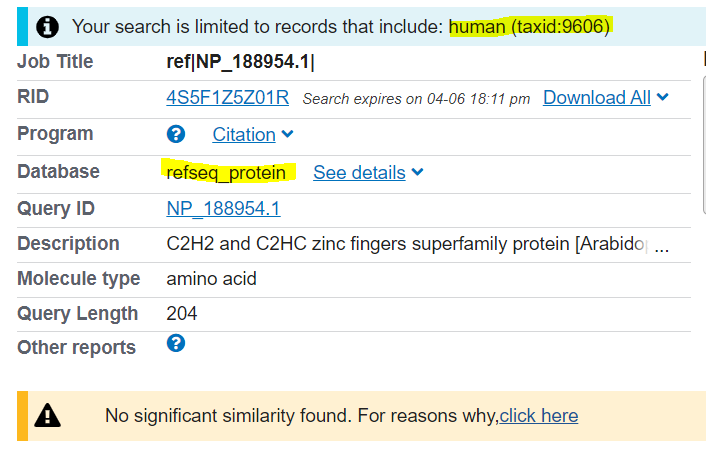 Your search is limited to records that include: human (taxid:9606)
Job Title ref|NP_188954.1|
RID 4S5F1Z5Z01R Search expires on 04-06 18:11 pm Download All
Program Citation
Database refseq_protein See details
Query ID NP_188954.1
Description C2H2 and C2HC zinc fingers superfamily protein [Arabidop ...
Molecule type amino acid
Query Length 204
Other reports
No significant similarity found. For reasons why,click here